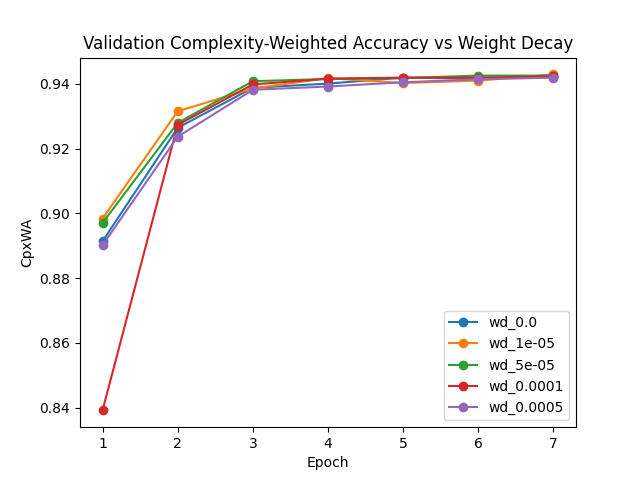 Validation Complexity-Weighted Accuracy vs Weight Decay
0.94
0.92
0.90
0.88
0.86
0.84
CpxWA
1 2 3 4 5 6 7
Epoch
wd_0.0
wd_1e-05
wd_5e-05
wd_0.0001
wd_0.0005